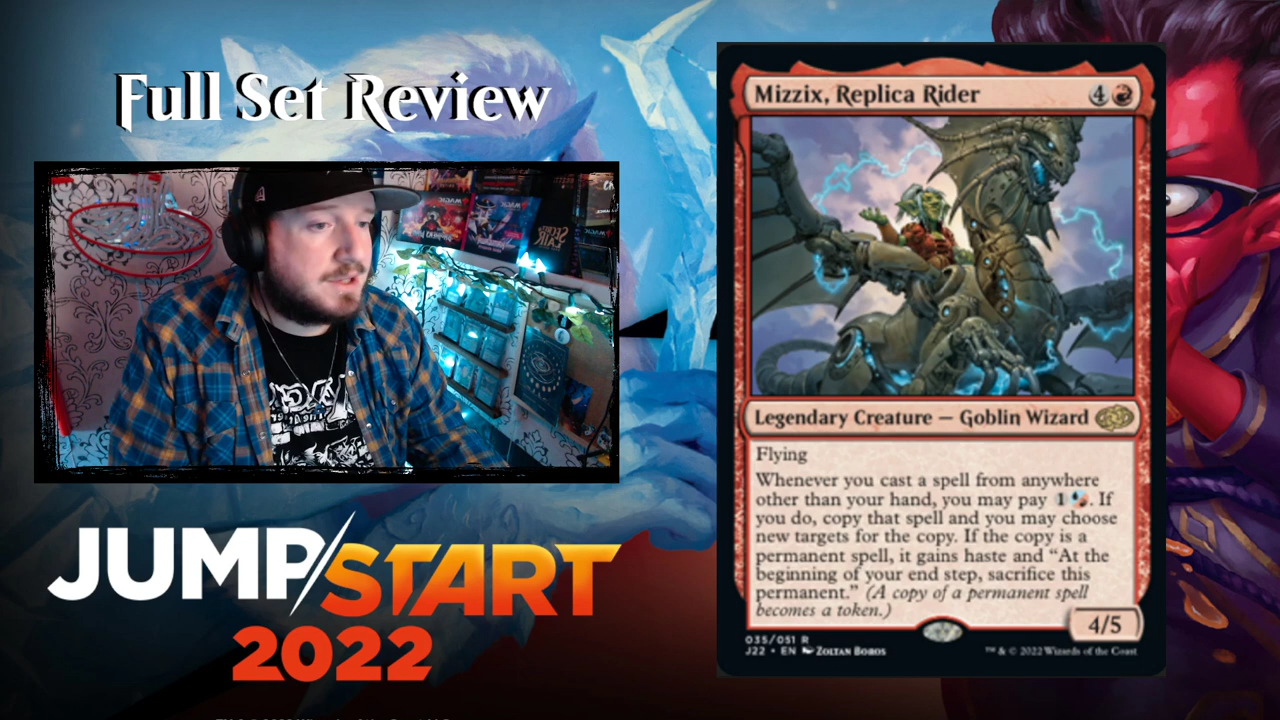 Full Set Review
JUMP/START
2022
Mizzix, Replica Rider
4
Legendary Creature — Goblin Wizard
Flying
Whenever you cast a spell from anywhere
other than your hand, you may pay 1 . If
you do, copy that spell and you may choose
new targets for the copy. If the copy is a
permanent spell, it gains haste and “At the
beginning of your end step, sacrifice this
permanent.” (A copy of a permanent spell
becomes a token.)
4/5
035/051 R
J22 • EN Zoltan Boros
™ & © 2022 Wizards of the Coast